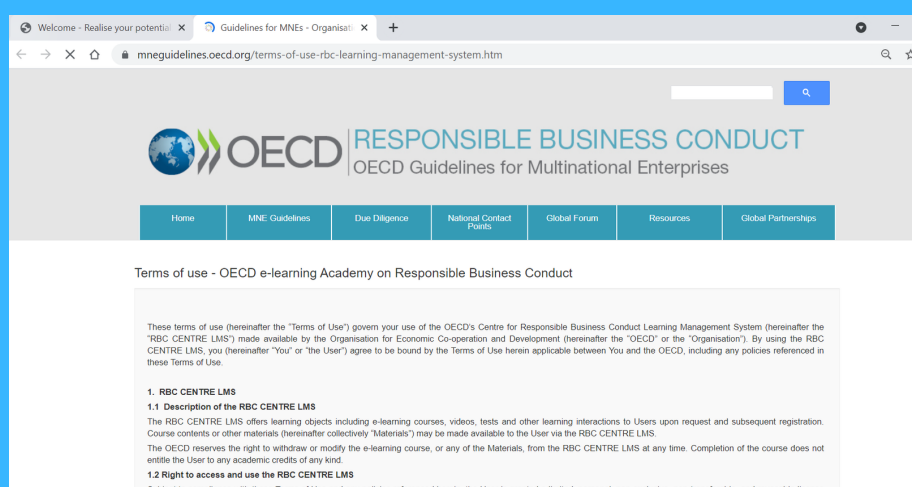 Welcome - Realise your potential
Guidelines for MNEs - Organisati
mneguidelines.oecd.org/terms-of-use-rbc-learning-management-system.htm
OECD
RESPONSIBLE BUSINESS CONDUCT
OECD Guidelines for Multinational Enterprises
Home
MNE Guidelines
Due Diligence
National Contact
Points
Global Forum
Resources
Global Partnerships
Terms of use - OECD e-learning Academy on Responsible Business Conduct
These terms of use (hereinafter the "Terms of Use") govern your use of the OECD's Centre for Responsible Business Conduct Learning Management System (hereinafter the
"RBC CENTRE LMS") made available by the Organisation for Economic Co-operation and Development (hereinafter the "OECD" or the "Organisation"). By using the RBC
CENTRE LMS, you (hereinafter "You" or "the User") agree to be bound by the Terms of Use herein applicable between You and the OECD, including any policies referenced in
these Terms of Use.
1. RBC CENTRE LMS
1.1 Description of the RBC CENTRE LMS
The RBC CENTRE LMS offers learning objects including e-learning courses, videos, tests and other learning interactions to Users upon request and subsequent registration.
Course contents or other materials (hereinafter collectively "Materials") may be made available to the User via the RBC CENTRE LMS.
The OECD reserves the right to withdraw or modify the e-learning course, or any of the Materials, from the RBC CENTRE LMS at any time. Completion of the course does not
entitle the User to any academic credits of any kind.
1.2 Right to access and use the RBC CENTRE LMS